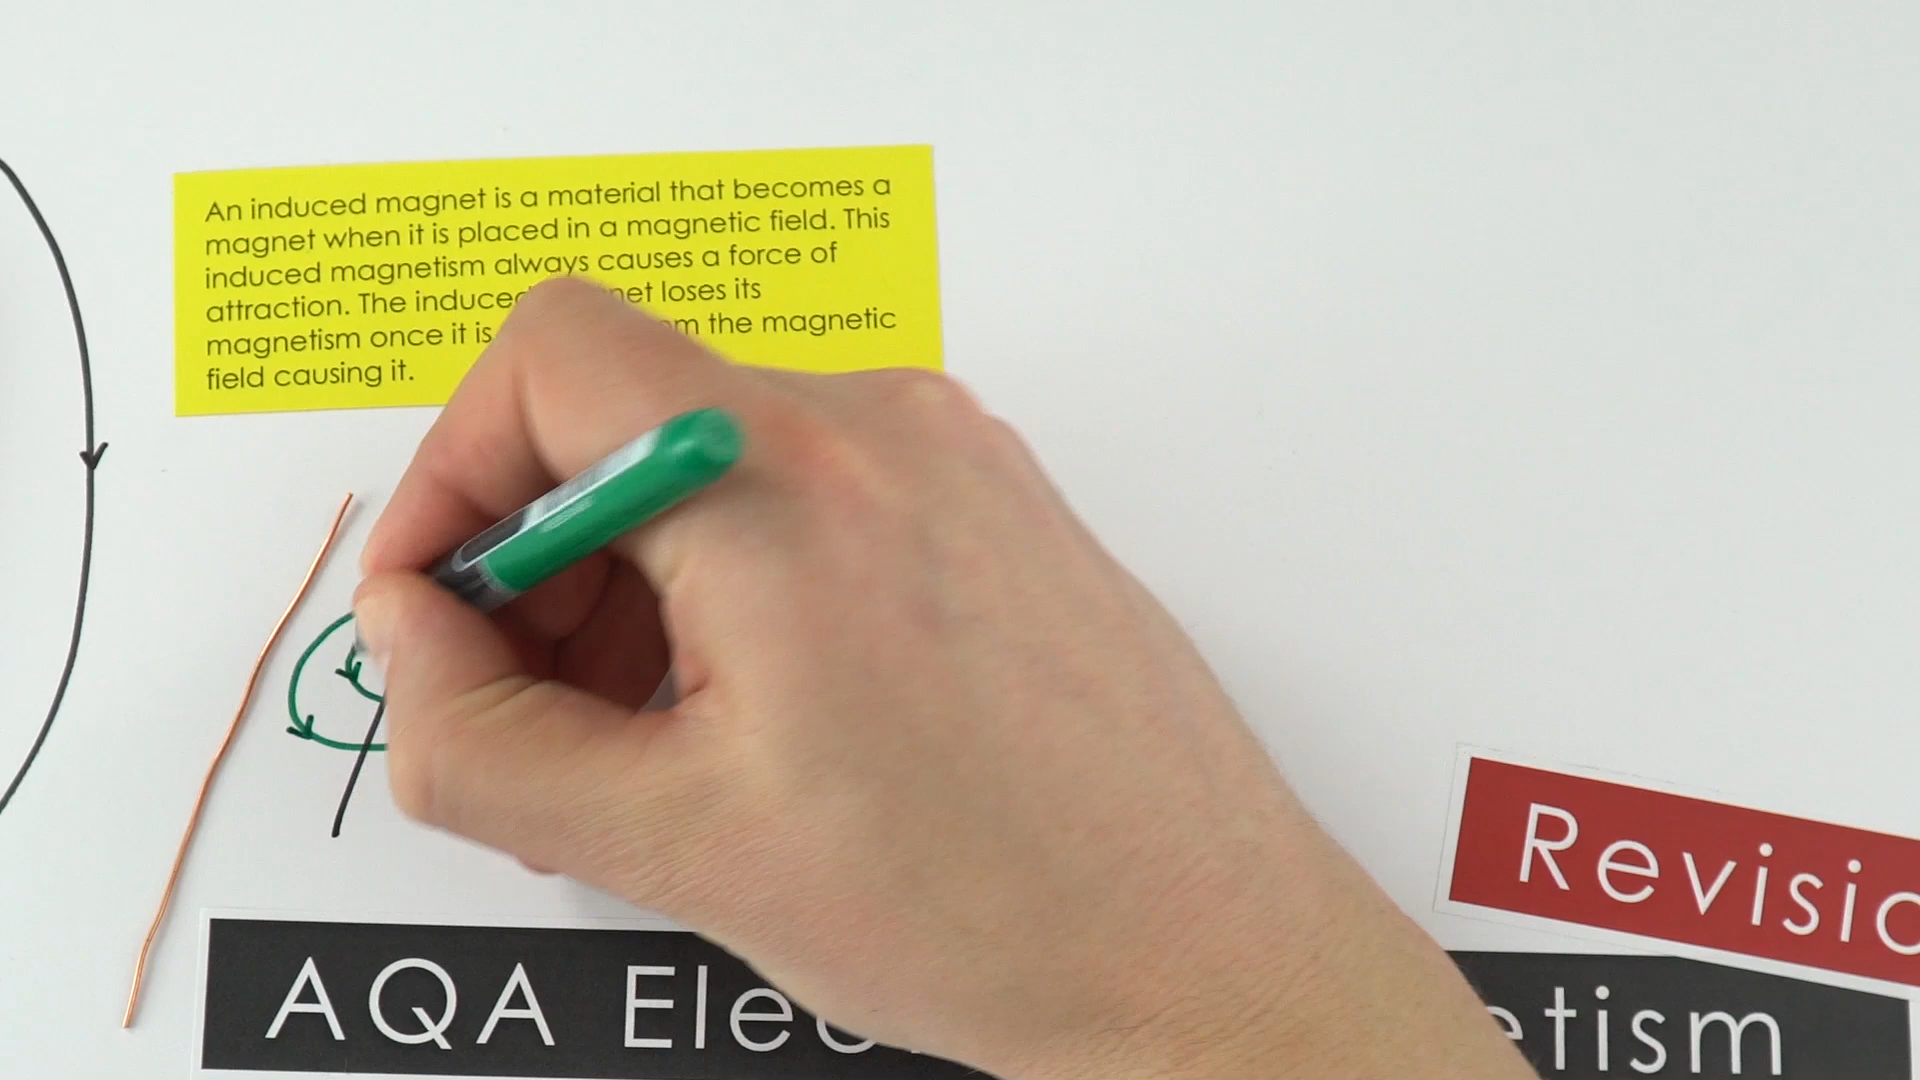 An induced magnet is a material that becomes a
magnet when it is placed in a magnetic field. This
induced magnetism always causes a force of
attraction. The induced net loses its
magnetism once it is the magnetic
field causing it.
Revisio
AQA Elec etism